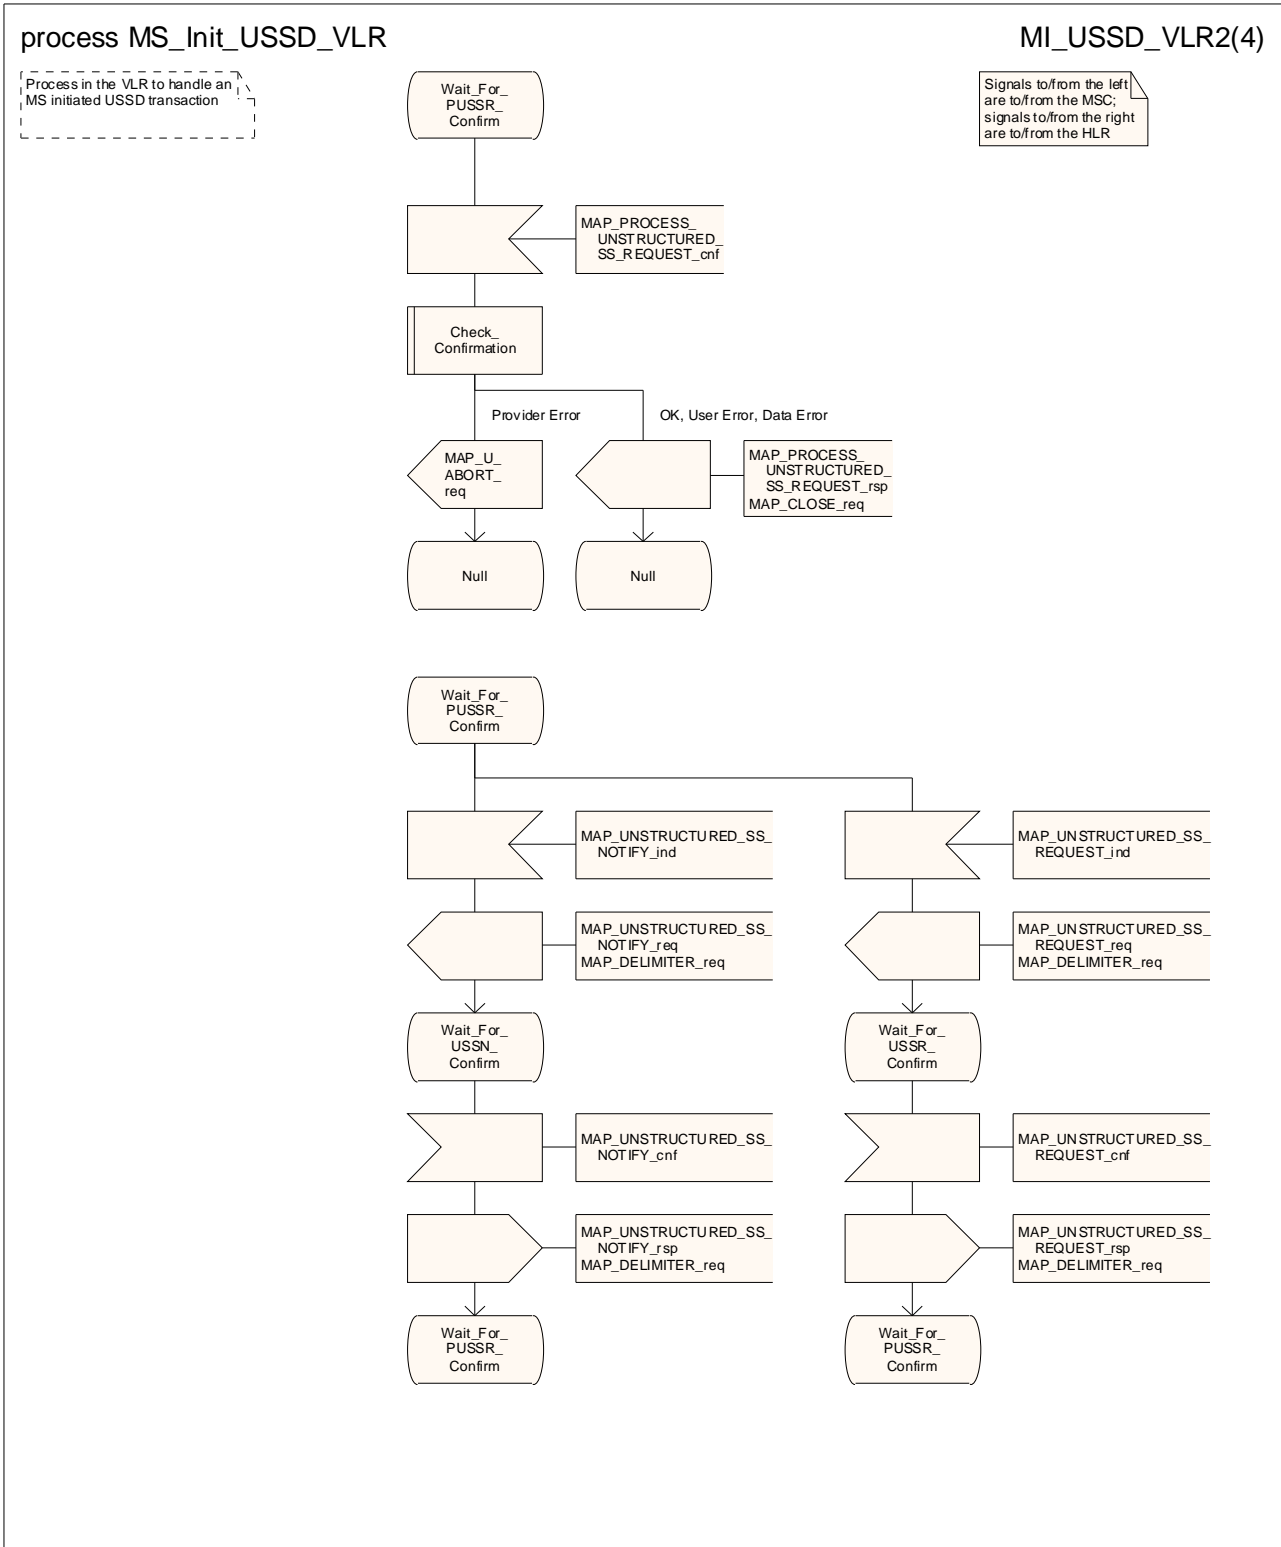 process MS_Init_USSD_VLR
MI_USSD_VLR2(4)
Process in the VLR to handle an
MS initiated USSD transaction
Signals to/from the left
are to/from the MSC;
signals to/from the right
are to/from the HLR
Wait_For_
PUSSR_
Confirm
MAP_PROCESS_
UNSTRUCTURED_
SS_REQUEST_cnf
Check_
Confirmation
Provider Error
OK, User Error, Data Error
MAP_U_
ABORT_
req
MAP_PROCESS_
UNSTRUCTURED_
SS_REQUEST_rsp
MAP_CLOSE_req
Null
Null
Wait_For_
PUSSR_
Confirm
MAP_UNSTRUCTURED_SS_
NOTIFY_ind
MAP_UNSTRUCTURED_SS_
REQUEST_ind
MAP_UNSTRUCTURED_SS_
NOTIFY_req
MAP_DELIMITER_req
MAP_UNSTRUCTURED_SS_
REQUEST_req
MAP_DELIMITER_req
Wait_For_
USSN_
Confirm
Wait_For_
USSR_
Confirm
MAP_UNSTRUCTURED_SS_
NOTIFY_cnf
MAP_UNSTRUCTURED_SS_
REQUEST_cnf
MAP_UNSTRUCTURED_SS_
NOTIFY_rsp
MAP_DELIMITER_req
MAP_UNSTRUCTURED_SS_
REQUEST_rsp
MAP_DELIMITER_req
Wait_For_
PUSSR_
Confirm
Wait_For_
PUSSR_
Confirm